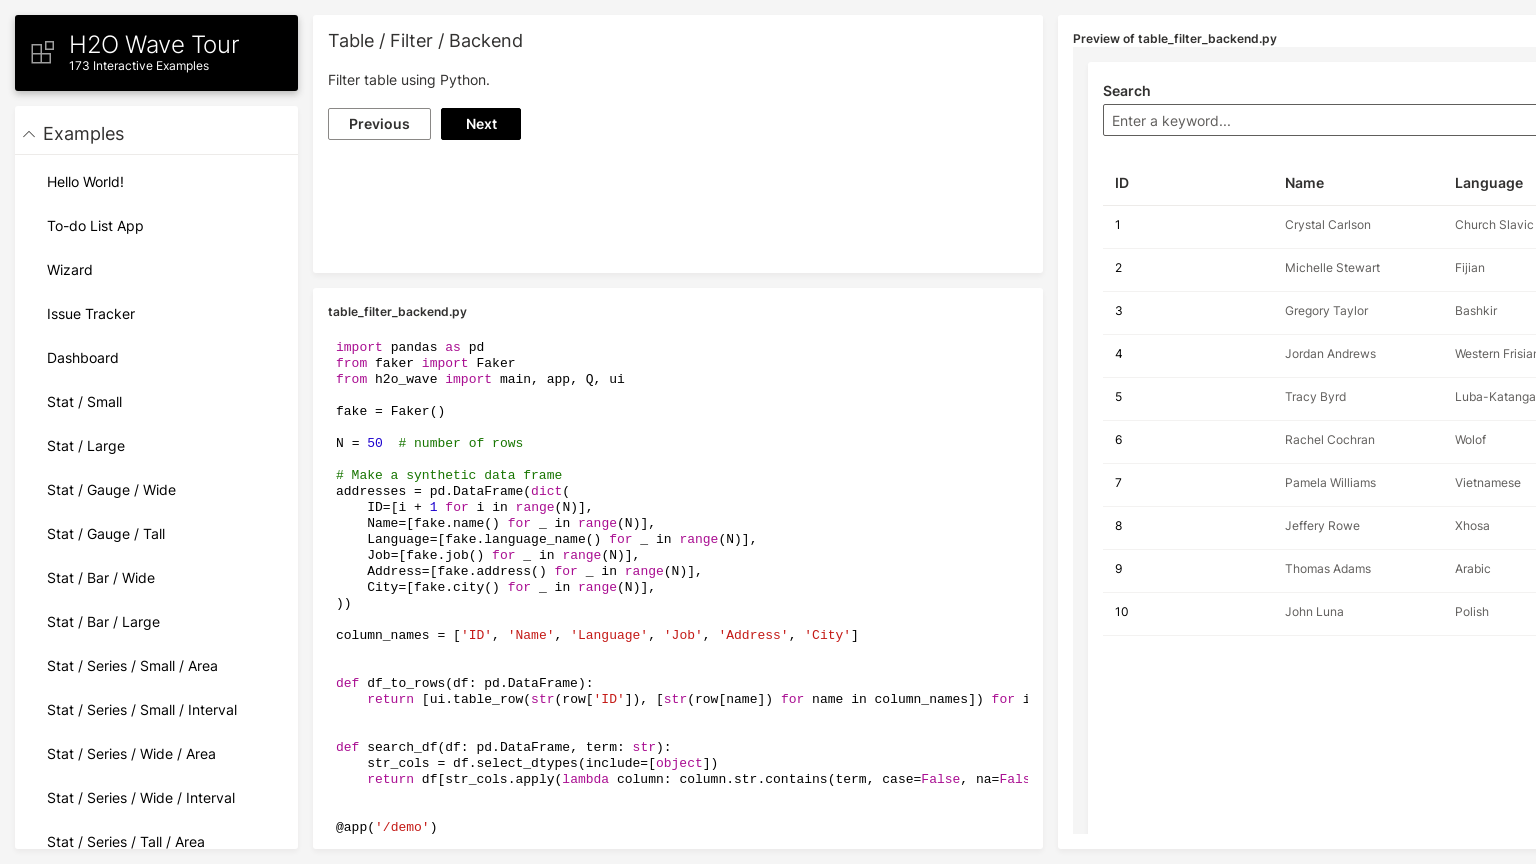 H2O Wave Tour
173 Interactive Examples
Examples
Hello World!
To-do List App
Wizard
Issue Tracker
Dashboard
Stat / Small
Stat / Large
Stat / Gauge / Wide
Stat / Gauge / Tall
Stat / Bar / Wide
Stat / Bar / Large
Stat / Series / Small / Area
Stat / Series / Small / Interval
Stat / Series / Wide / Area
Stat / Series / Wide / Interval
Stat / Series / Tall / Area
Table / Filter / Backend
Filter table using Python.
Previous Next
table_filter_backend.py
import pandas as pd
from faker import Faker
from h2o_wave import main, app, Q, ui
fake = Faker()
N = 50  # number of rows
# Make a synthetic data frame
addresses = pd.DataFrame(dict(
    ID=[i + 1 for i in range(N)],
    Name=[fake.name() for _ in range(N)],
    Language=[fake.language_name() for _ in range(N)],
    Job=[fake.job() for _ in range(N)],
    Address=[fake.address() for _ in range(N)],
    City=[fake.city() for _ in range(N)],
))
column_names = ['ID', 'Name', 'Language', 'Job', 'Address', 'City']
def df_to_rows(df: pd.DataFrame):
    return [ui.table_row(str(row['ID']), [str(row[name]) for name in column_names]) for i
def search_df(df: pd.DataFrame, term: str):
    str_cols = df.select_dtypes(include=[object])
    return df[str_cols.apply(lambda column: column.str.contains(term, case=False, na=Fals
@app('/demo')
Preview of table_filter_backend.py
Search
Enter a keyword...
ID Name Language
1 Crystal Carlson Church Slavic
2 Michelle Stewart Fijian
3 Gregory Taylor Bashkir
4 Jordan Andrews Western Frisian
5 Tracy Byrd Luba-Katanga
6 Rachel Cochran Wolof
7 Pamela Williams Vietnamese
8 Jeffery Rowe Xhosa
9 Thomas Adams Arabic
10 John Luna Polish